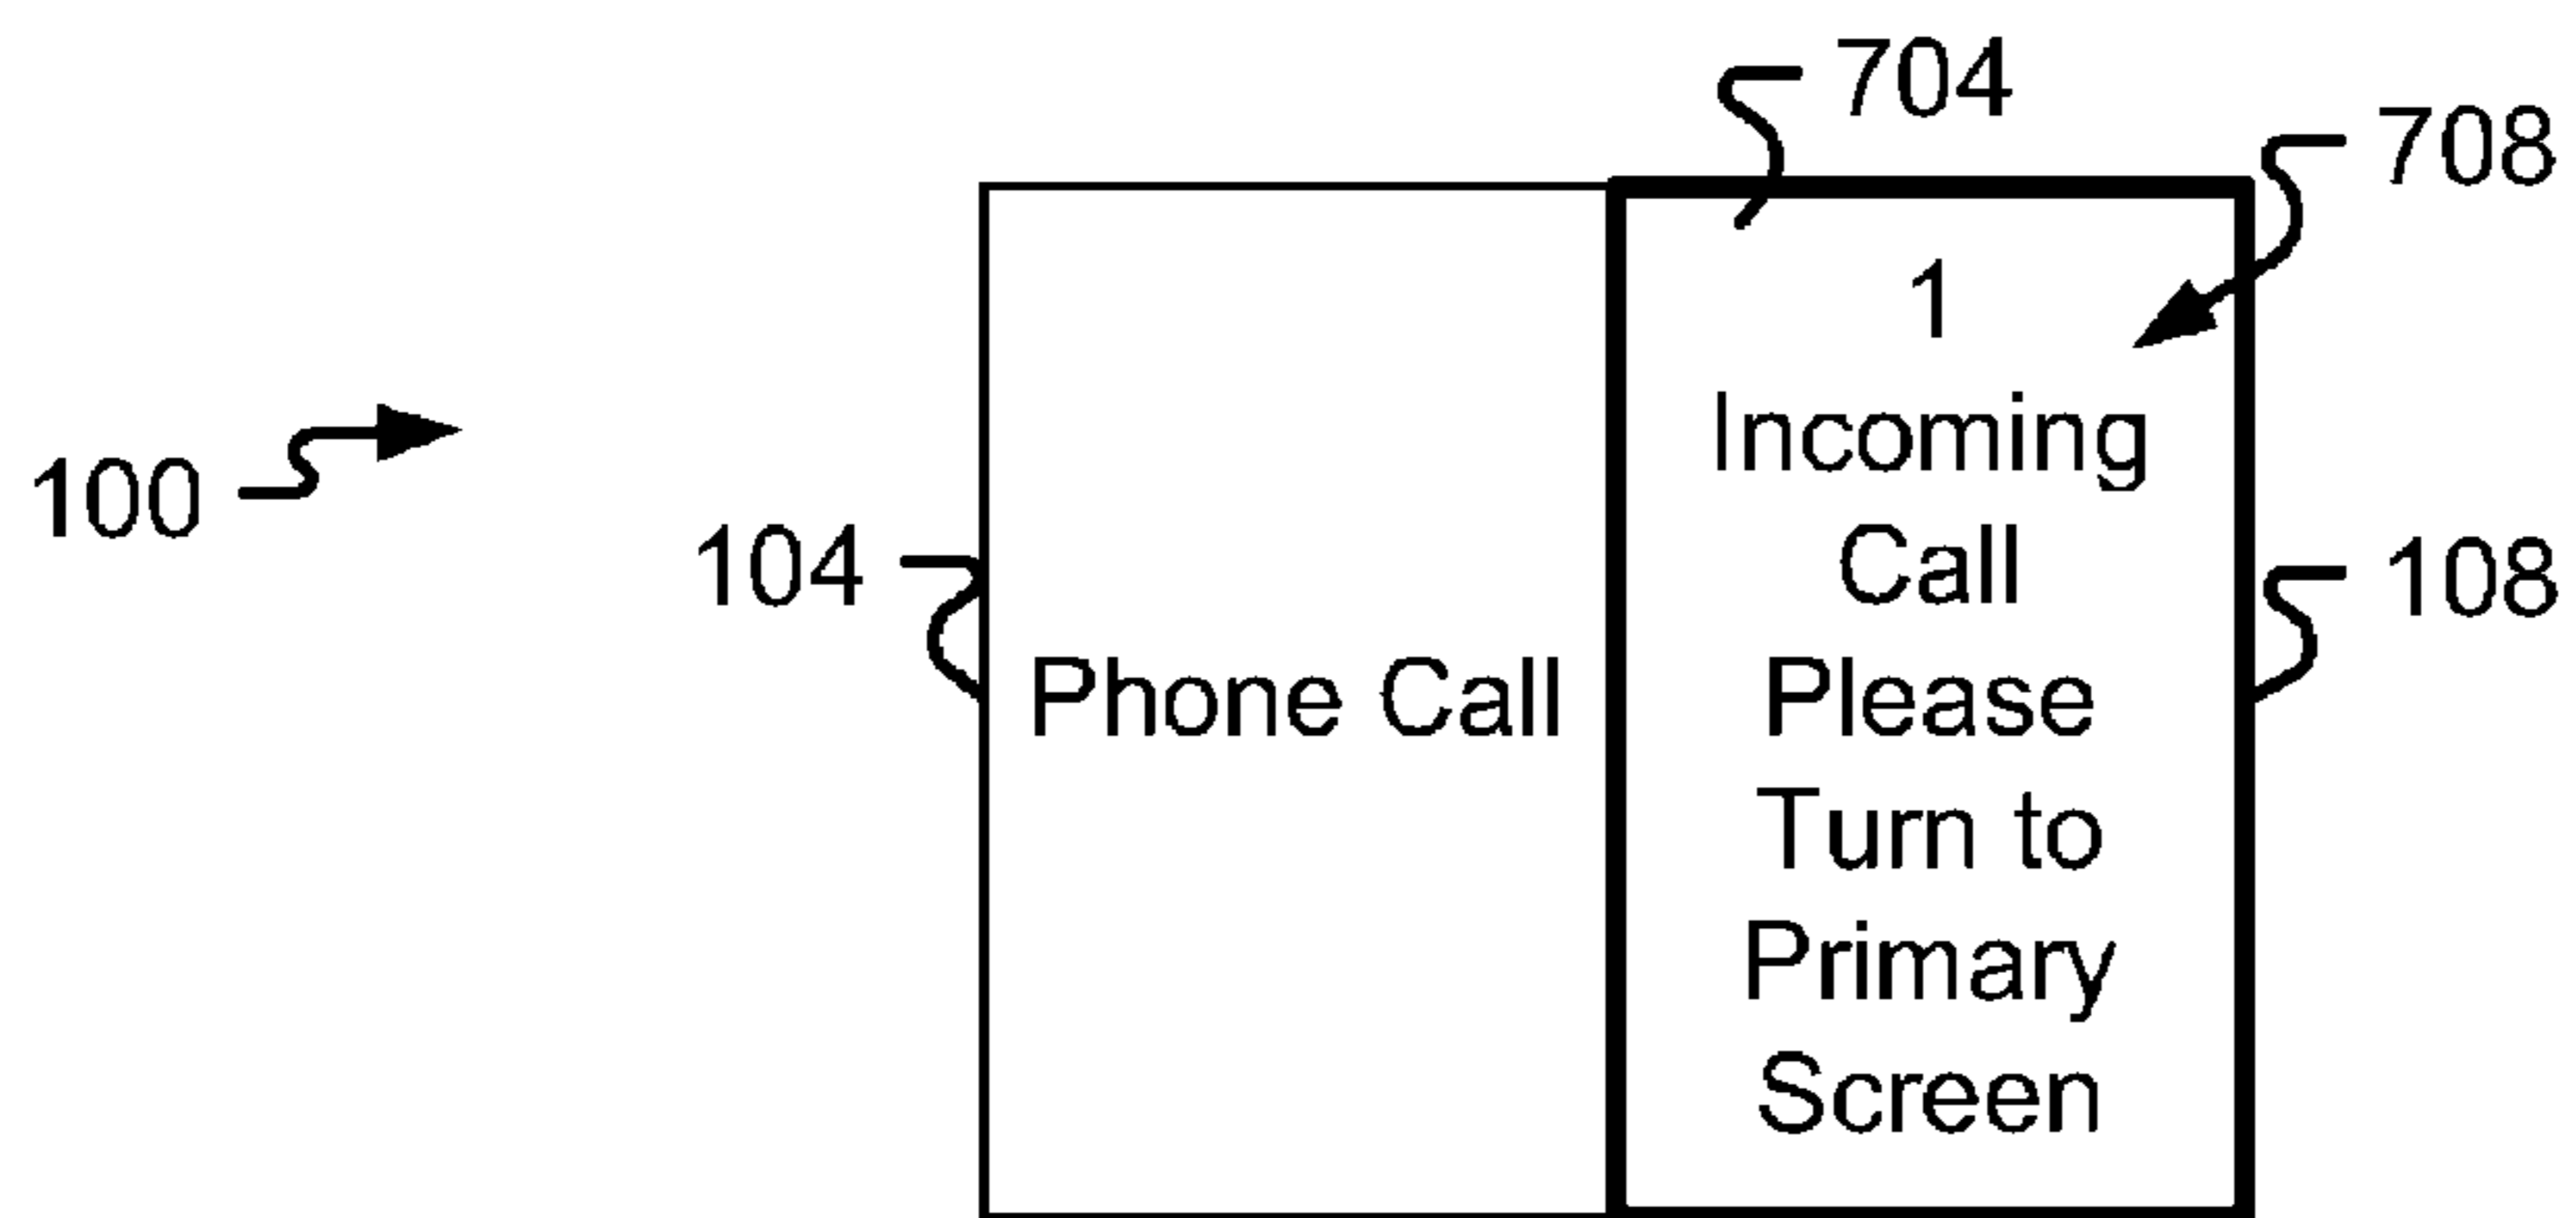 704
708
1
Incoming
100
Call
104
108
Phone Call
Please
Turn to
Primary
Screen